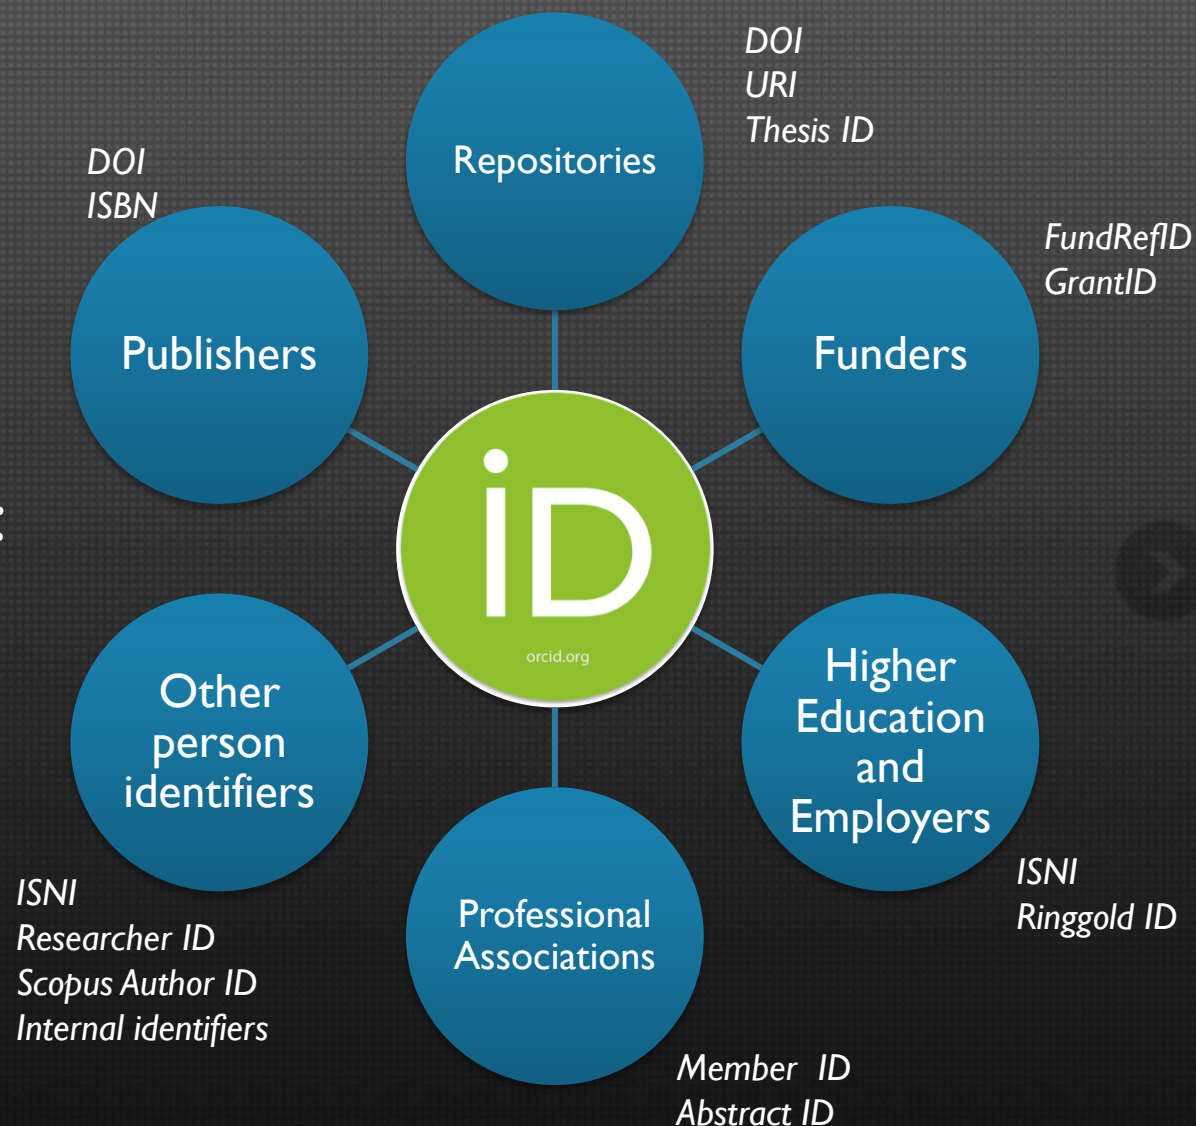 DOI
URI
Thesis ID
Repositories
DOI
ISBN
Publishers
FundRefID
GrantID
Funders
:
iD
orcid.org
Other
person
identifiers
ISNI
Researcher ID
Scopus Author ID
Internal identifiers
Higher
Education
and
Employers
ISNI
Ringgold ID
Professional
Associations
Member ID
Abstract ID